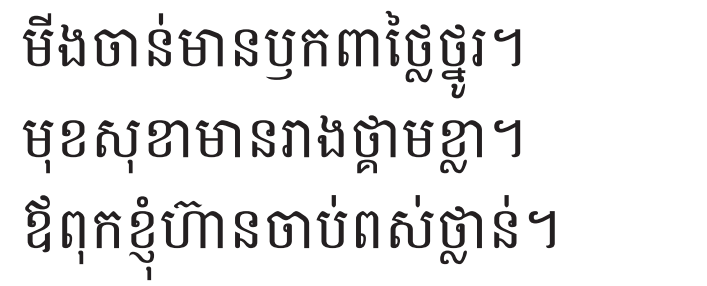 មីងចាន់មានឫកពាថ្លៃថ្នូរ។
មុខសុខាមានរាងថ្គាមខ្លា។
ឪពុកខ្ញុំហ៊ានចាប់ពស់ថ្លាន់។